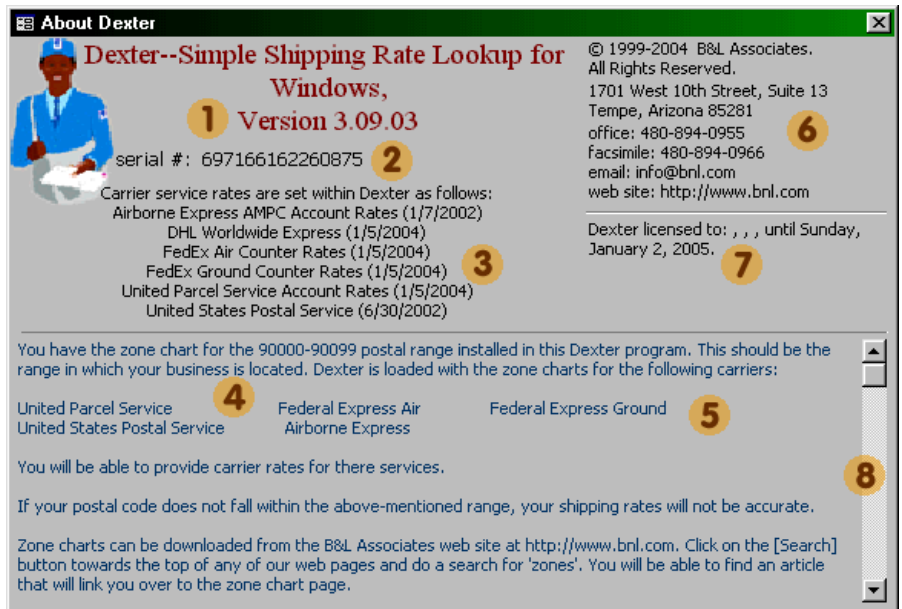 About Dexter
Dexter--Simple Shipping Rate Lookup for
Windows,
1
Version 3.09.03
serial #: 697166162260875
2
Carrier service rates are set within Dexter as follows:
Airborne Express AMPC Account Rates (1/7/2002)
DHL Worldwide Express (1/5/2004)
FedEx Air Counter Rates (1/5/2004)
3
FedEx Ground Counter Rates (1/5/2004)
United Parcel Service Account Rates (1/5/2004)
United States Postal Service (6/30/2002)
© 1999-2004 B&L Associates.
All Rights Reserved.
1701 West 10th Street, Suite 13
Tempe, Arizona 85281
6
office: 480-894-0955
facsimile: 480-894-0966
email: info@bnl.com
web site: http://www.bnl.com
Dexter licensed to: , , , until Sunday,
January 2, 2005.
7
You have the zone chart for the 90000-90099 postal range installed in this Dexter program. This should be the
range in which your business is located. Dexter is loaded with the zone charts for the following carriers:
4
United Parcel Service Federal Express Air Federal Express Ground
5
United States Postal Service Airborne Express
You will be able to provide carrier rates for there services.
8
If your postal code does not fall within the above-mentioned range, your shipping rates will not be accurate.
Zone charts can be downloaded from the B&L Associates web site at http://www.bnl.com. Click on the [Search]
button towards the top of any of our web pages and do a search for 'zones'. You will be able to find an article
that will link you over to the zone chart page.